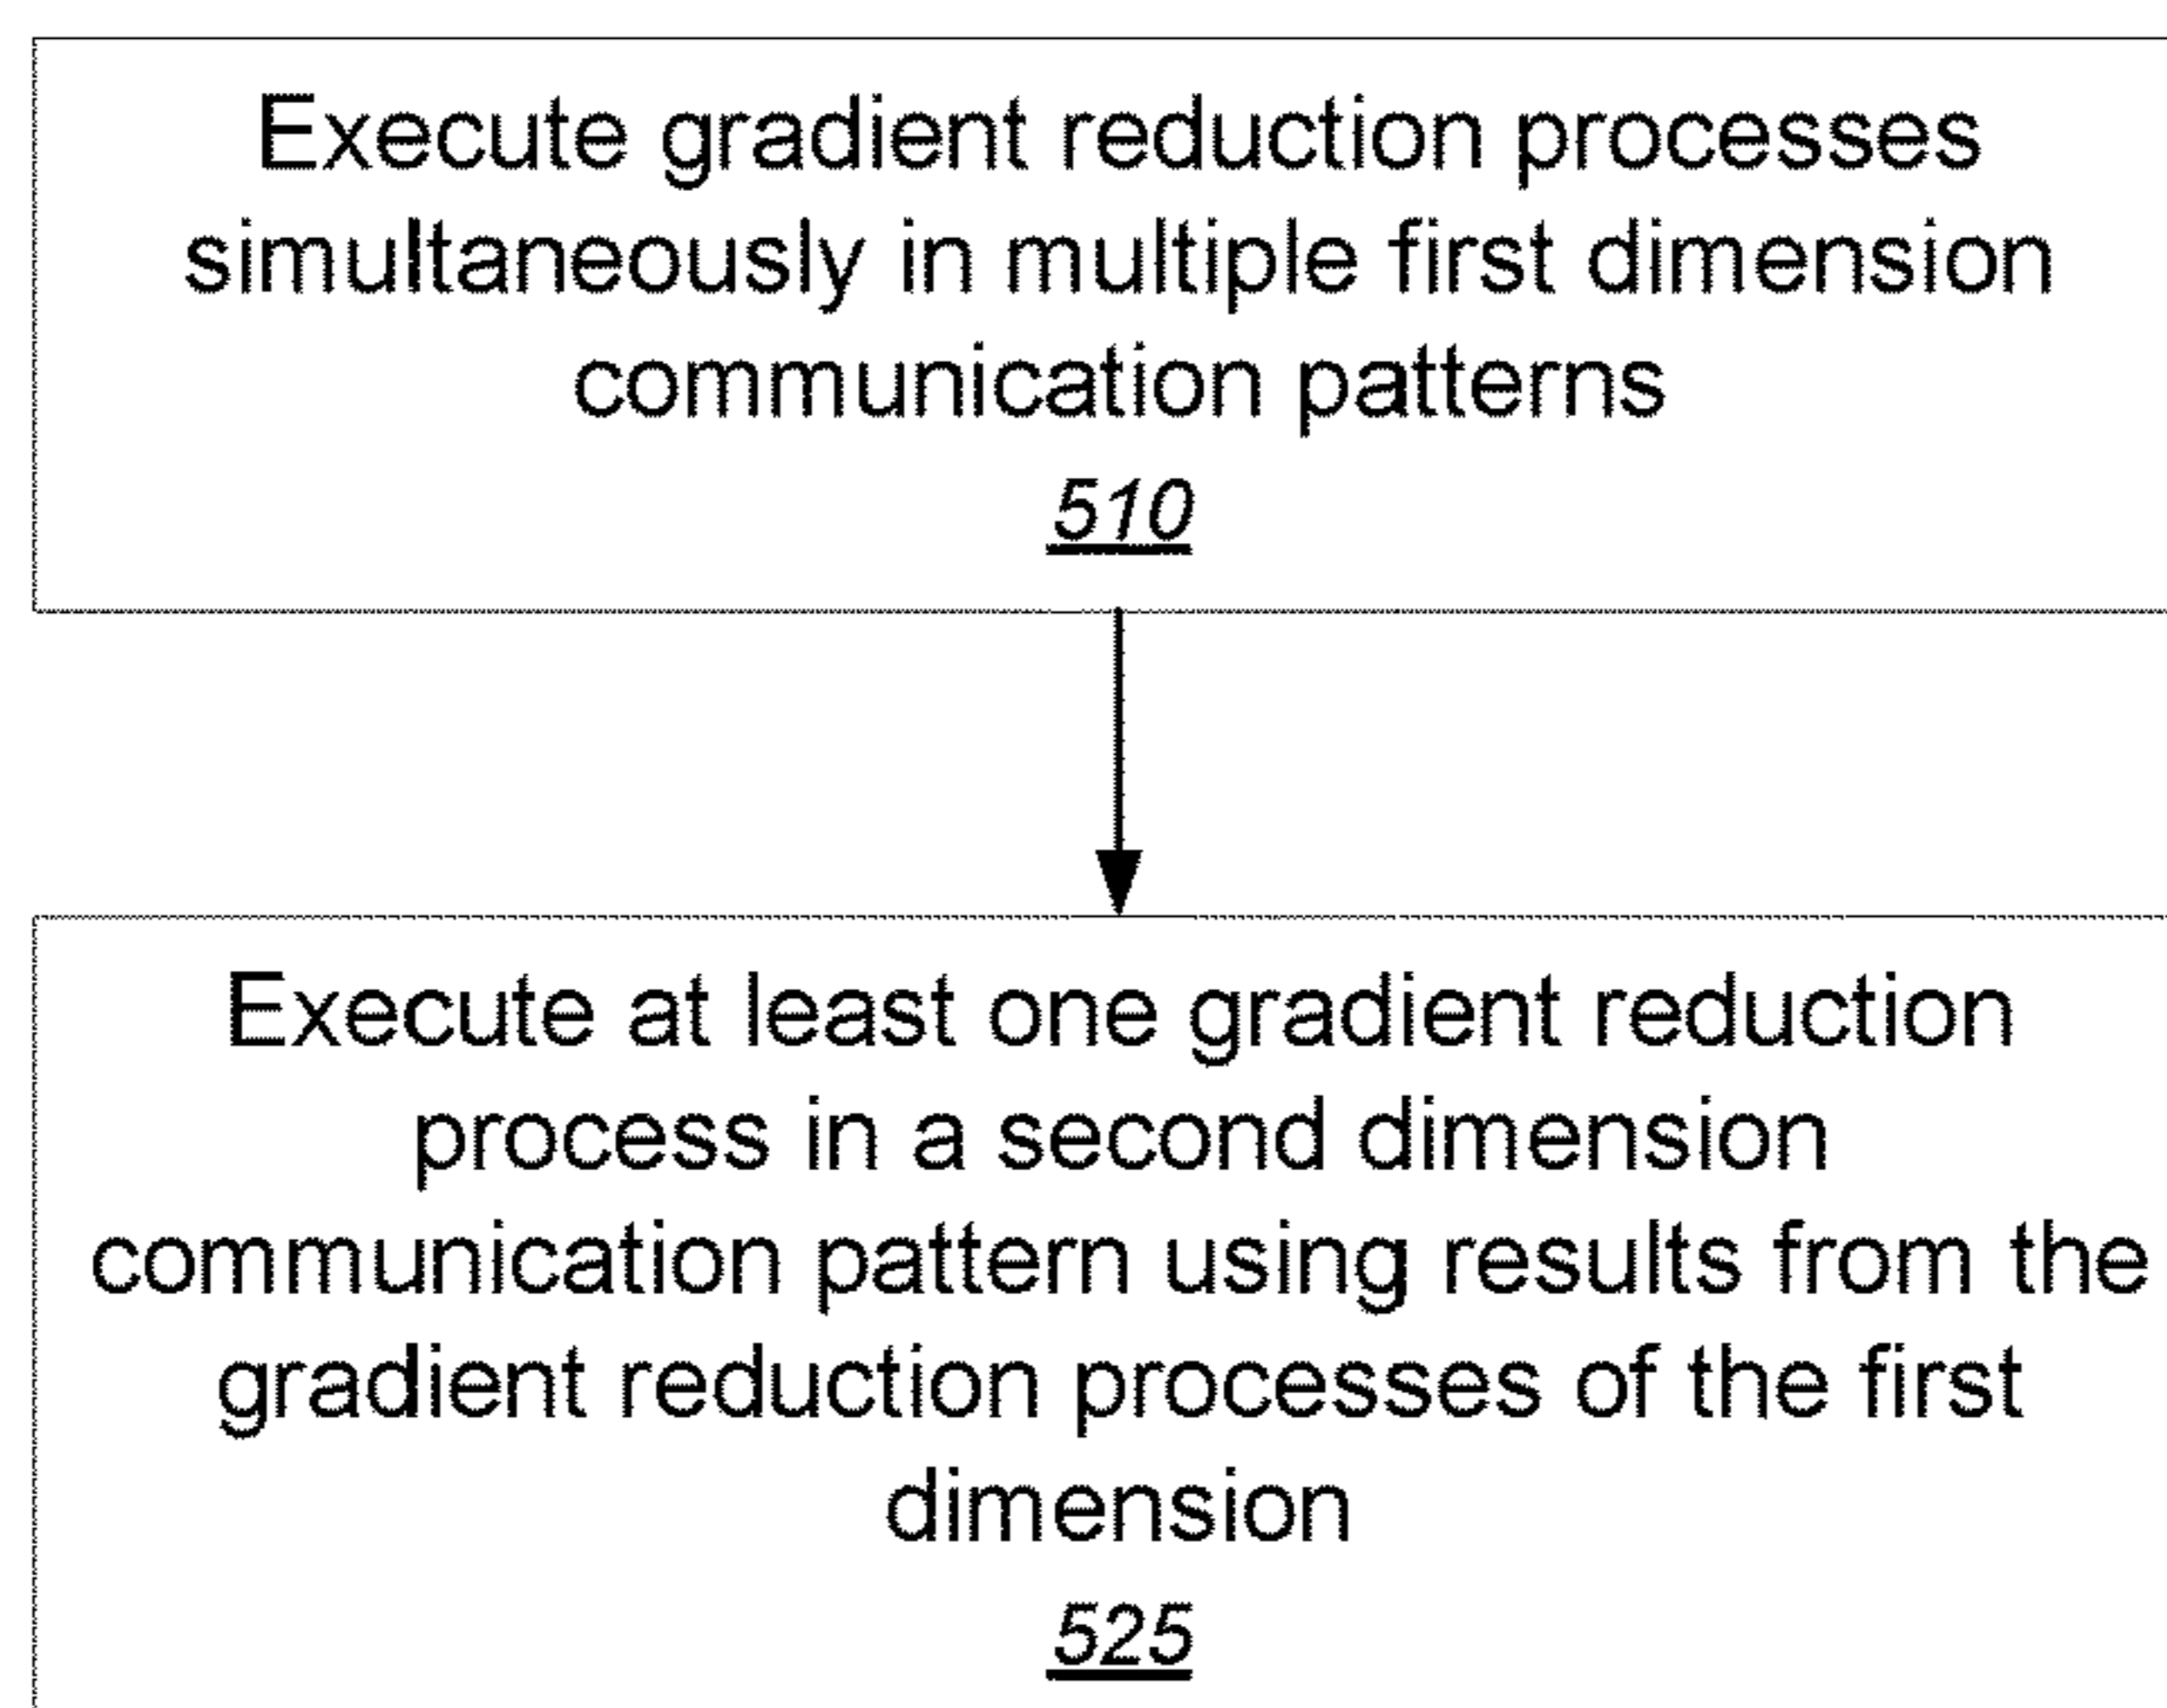 Execute gradient reduction processes
simultaneously in multiple first dimension
communication patterns
510
Execute at least one gradient reduction
process in a second dimension
communication pattern using results from the
gradient reduction processes of the first
dimension
525